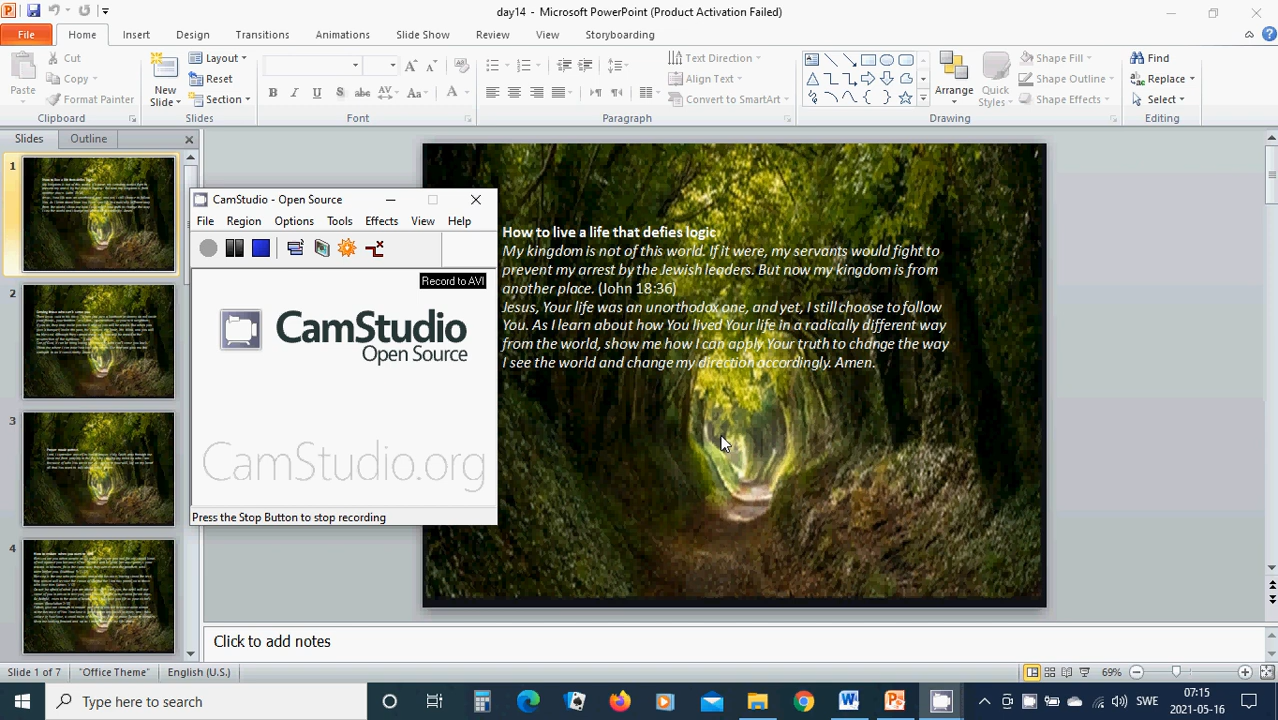 day14 - Microsoft PowerPoint (Product Activation Failed)
File Home Insert Design Transitions Animations Slide Show Review View Storyboarding
Paste
Cut
Copy
Format Painter
Clipboard
New Slide
Layout
Reset
Section
Slides
Font
Paragraph
Text Direction
Align Text
Convert to SmartArt
Arrange
Quick Styles
Shape Fill
Shape Outline
Shape Effects
Drawing
Find
Replace
Select
Editing
Slides Outline
1
2
3
4
CamStudio - Open Source
File Region Options Tools Effects View Help
Record to AVI
CamStudio
Open Source
CamStudio.org
Press the Stop Button to stop recording
How to live a life that defies logic
My kingdom is not of this world. If it were, my servants would fight to
prevent my arrest by the Jewish leaders. But now my kingdom is from
another place. (John 18:36)
Jesus, Your life was an unorthodox one, and yet I still choose to follow
You. As I learn about how You lived Your life in a radically different way
from the world, show me how I can apply Your truth to change the way
I see the world and change my direction accordingly. Amen.
Click to add notes
Slide 1 of 7 "Office Theme" English (U.S.) 69%
Type here to search
SWE
07:15
2021-05-16